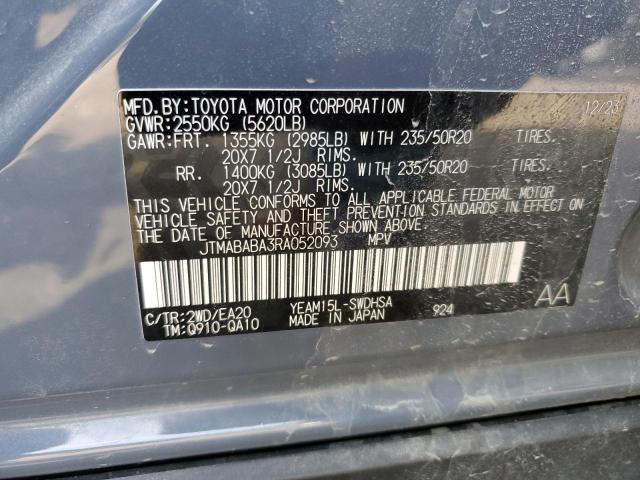 MFD. BY:TOYOTA MOTOR CORPORATION 12/23
GVWR:2550KG (5620LB)
GAWR:FRT. 1355KG (2985LB) WITH 235/50R20 TIRES.
20X7 1/2J RIMS.
RR. 1400KG (3085LB) WITH 235/50R20 TIRES.
20X7 1/2J RIMS.
THIS VEHICLE CONFORMS TO ALL APPLICABLE FEDERAL MOTOR
VEHICLE SAFETY AND THEFT PREVENTION STANDARDS IN EFFECT ON
THE DATE OF MANUFACTURE SHOWN ABOVE.
JTMABABA3RA052093 MPV
C/TR:2WD/EA20 YEAM15L-SWDHSA 924 AA
TM:Q910-QA10 MADE IN JAPAN